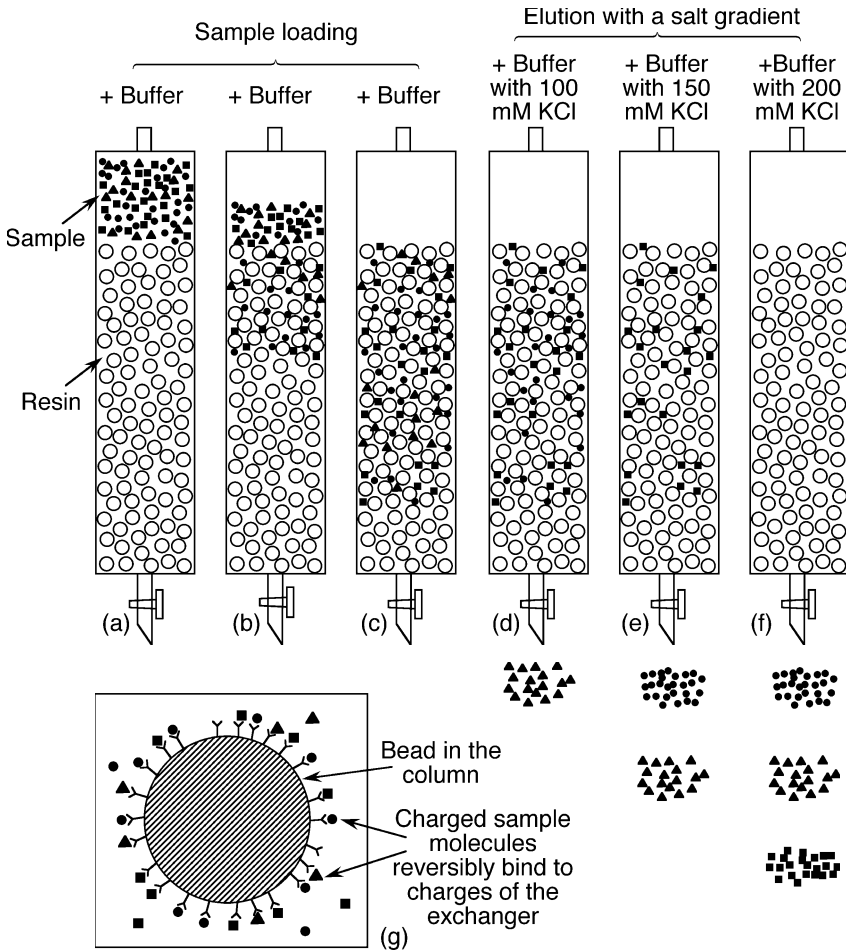 Sample loading
Elution with a salt gradient
+ Buffer
+ Buffer
+ Buffer
+ Buffer
with 100
mM KCl
+ Buffer
with 150
mM KCl
+Buffer
with 200
mM KCl
Sample
Resin
(a)
(b)
(c)
(d)
(e)
(f)
Bead in the
column
Charged sample
molecules
reversibly bind to
charges of the
exchanger
(g)